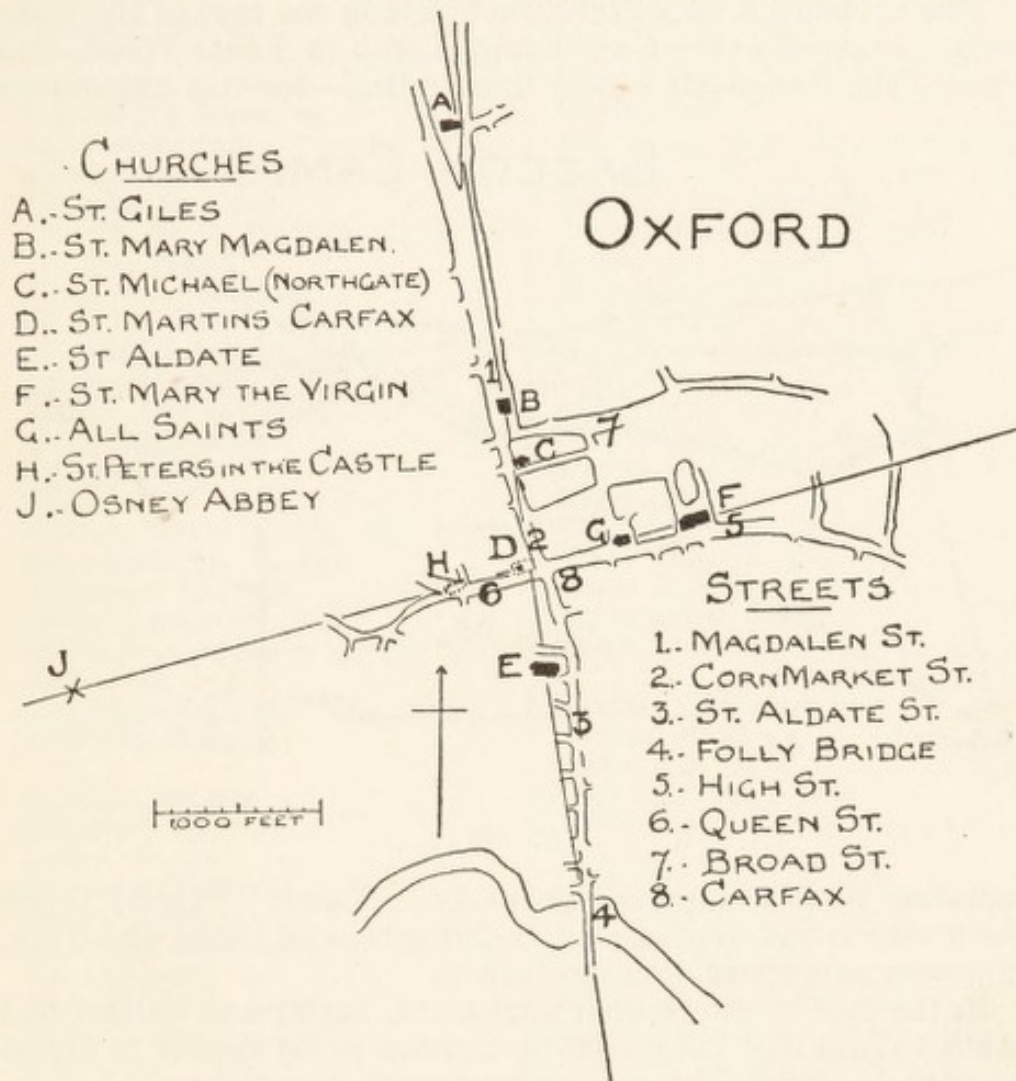 CHURCHES
A.-ST. GILES
B.-ST. MARY MAGDALEN.
C.-ST. MICHAEL (NORTHGATE)
D.. ST. MARTINS CARFAX
E.-ST ALDATE
F.-ST. MARY THE VIRGIN
G.-ALL SAINTS
H.-ST. PETERS IN THE CASTLE
J.-OSNEY ABBEY
OXFORD
A
1
B
7
C
F
5
G
2
D
8
H
6
J
E
3
4
1000 FEET
STREETS
1.. MAGDALEN ST.
2.- CORNMARKET ST.
3.- ST. ALDATE ST.
4.- FOLLY BRIDGE
5.- HIGH ST.
6.- QUEEN ST.
7.- BROAD ST.
8.- CARFAX